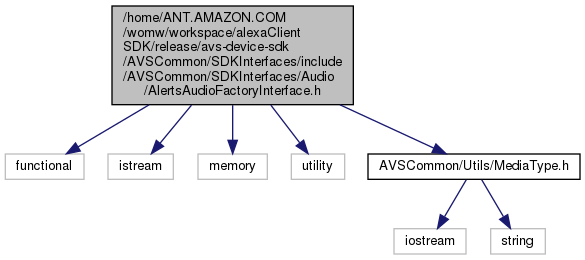 /home/ANT.AMAZON.COM
/womw/workspace/alexaClient
SDK/release/avs-device-sdk
/AVSCommon/SDKInterfaces/include
/AVSCommon/SDKInterfaces/Audio
/AlertsAudioFactoryInterface.h
functional
istream
memory
utility
AVSCommon/Utils/MediaType.h
iostream
string